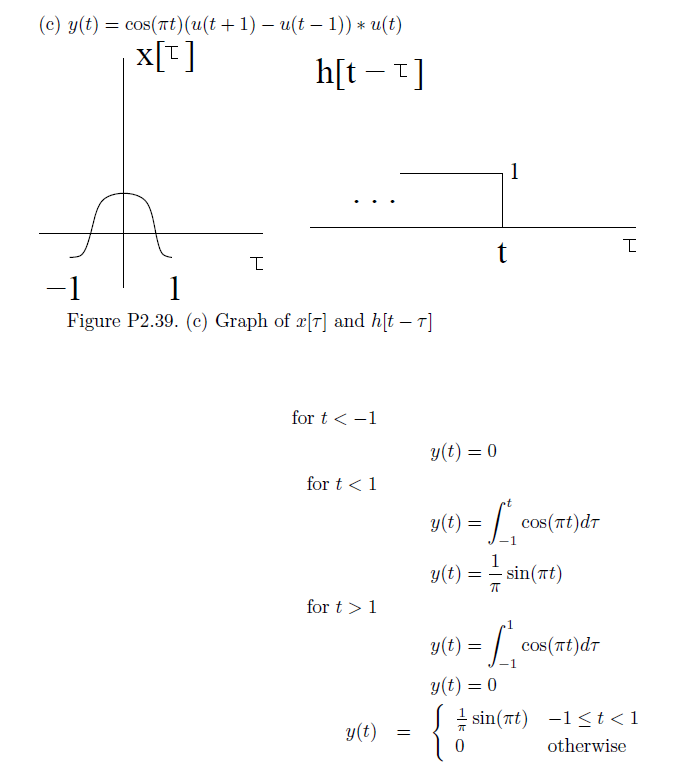 (c) y(t) = cos(πt)(u(t + 1) − u(t − 1)) ∗ u(t)
x[τ]
h[t − τ]
1
. . .
t
τ
τ
−1
1
Figure P2.39. (c) Graph of x[τ] and h[t − τ]
for t < −1
y(t) = 0
for t < 1
y(t) = ∫_{−1}^{t} cos(πt)dτ
y(t) = 1/π sin(πt)
for t > 1
y(t) = ∫_{−1}^{1} cos(πt)dτ
y(t) = 0
y(t) = { 1/π sin(πt) −1 ≤ t < 1
0 otherwise